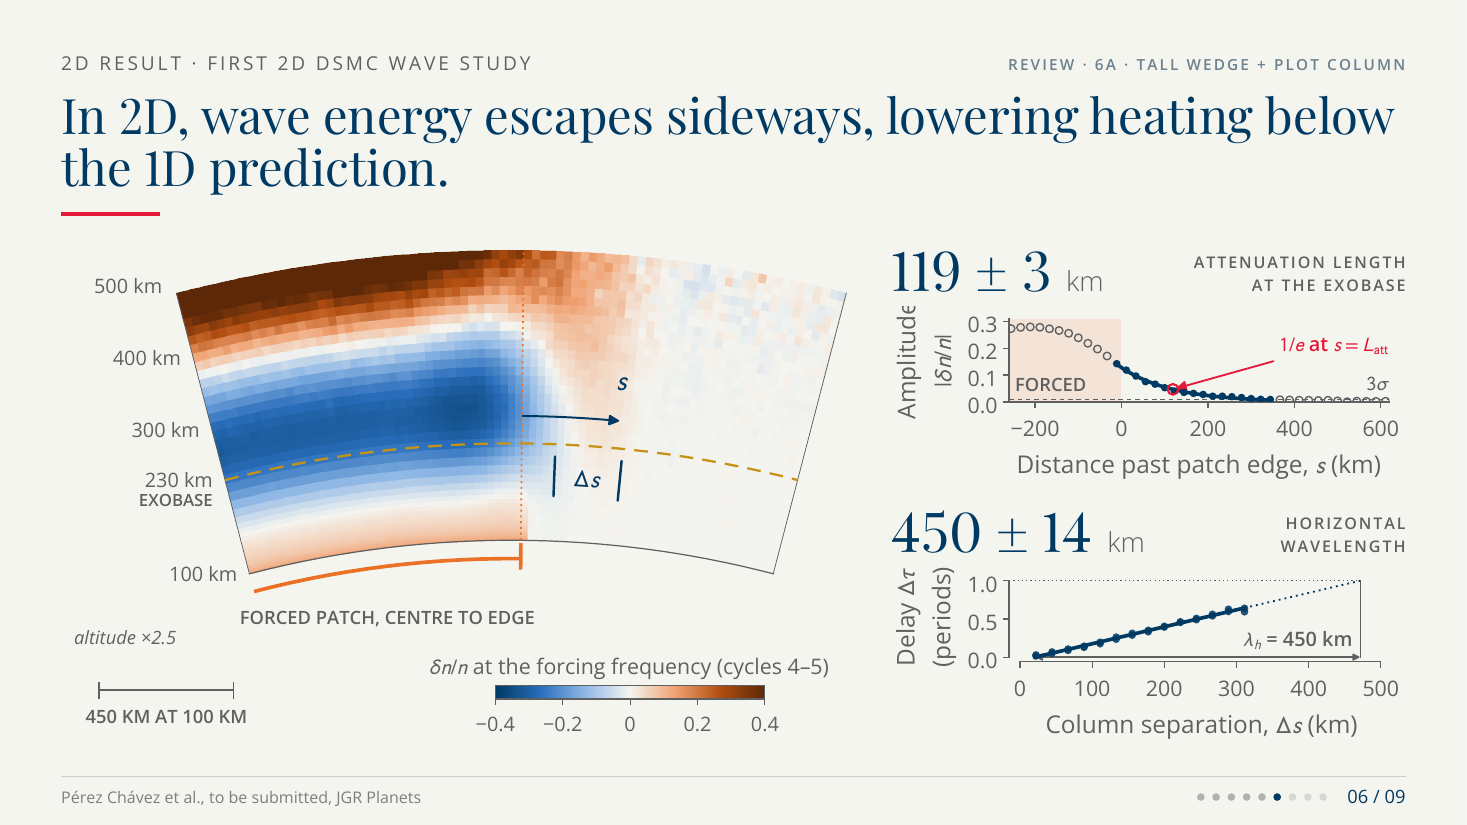 2D RESULT · FIRST 2D DSMC WAVE STUDY
REVIEW · 6A · TALL WEDGE + PLOT COLUMN
In 2D, wave energy escapes sideways, lowering heating below
the 1D prediction.
500 km
400 km
300 km
230 km
EXOBASE
100 km
s
Δs
FORCED PATCH, CENTRE TO EDGE
altitude ×2.5
450 KM AT 100 KM
δn/n at the forcing frequency (cycles 4–5)
−0.4 −0.2 0 0.2 0.4
119 ± 3 km
ATTENUATION LENGTH
AT THE EXOBASE
Amplitude
|δn/n|
0.3
0.2
0.1
0.0
FORCED
1/e at s = Latt
3σ
−200 0 200 400 600
Distance past patch edge, s (km)
450 ± 14 km
HORIZONTAL
WAVELENGTH
Delay Δτ
(periods)
1.0
0.5
0.0
λh = 450 km
0 100 200 300 400 500
Column separation, Δs (km)
Pérez Chávez et al., to be submitted, JGR Planets
06 / 09